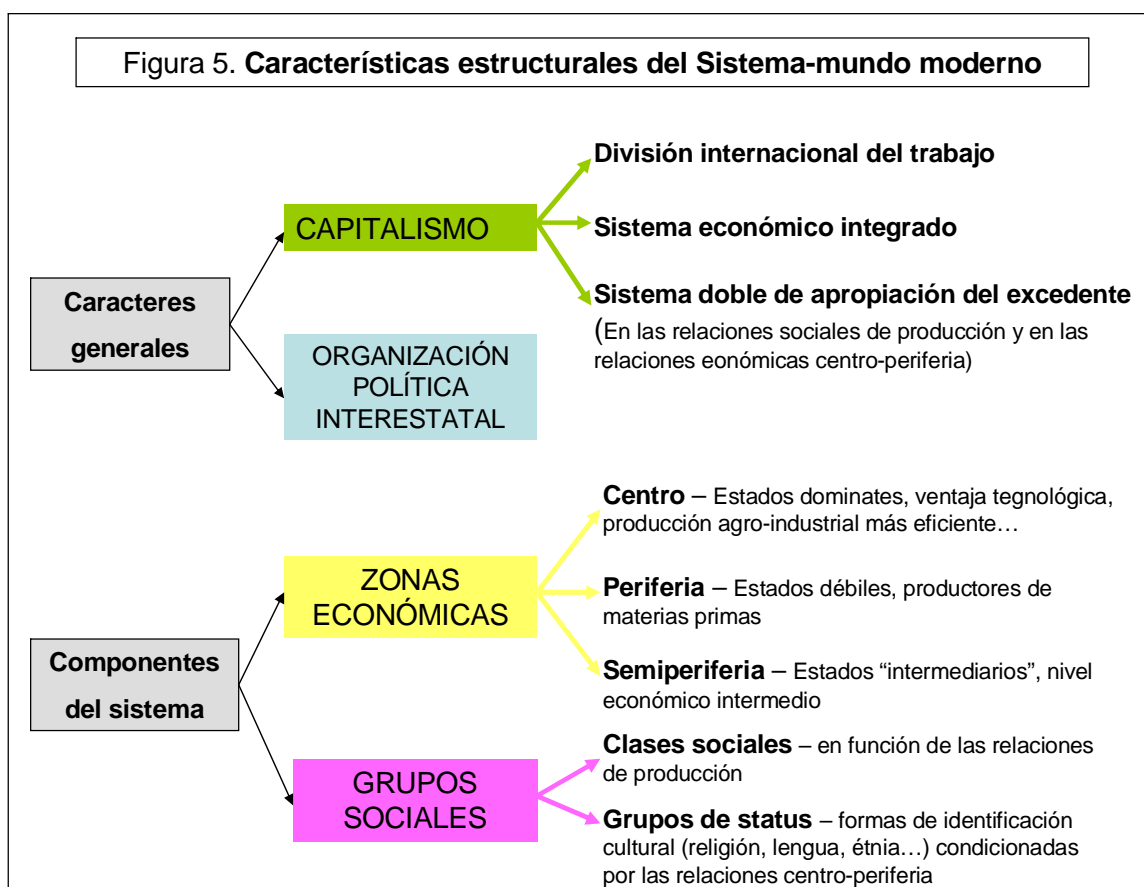 Figura 5. Características estructurales del Sistema-mundo moderno
Caracteres
generales
CAPITALISMO
División internacional del trabajo
Sistema económico integrado
Sistema doble de apropiación del excedente
(En las relaciones sociales de producción y en las
relaciones eonómicas centro-periferia)
ORGANIZACIÓN
POLÍTICA
INTERESTATAL
Componentes
del sistema
ZONAS
ECONÓMICAS
Centro – Estados dominates, ventaja tegnológica,
producción agro-industrial más eficiente…
Periferia – Estados débiles, productores de
materias primas
Semiperiferia – Estados “intermediarios”, nivel
económico intermedio
GRUPOS
SOCIALES
Clases sociales – en función de las relaciones
de producción
Grupos de status – formas de identificación
cultural (religión, lengua, étnia…) condicionadas
por las relaciones centro-periferia